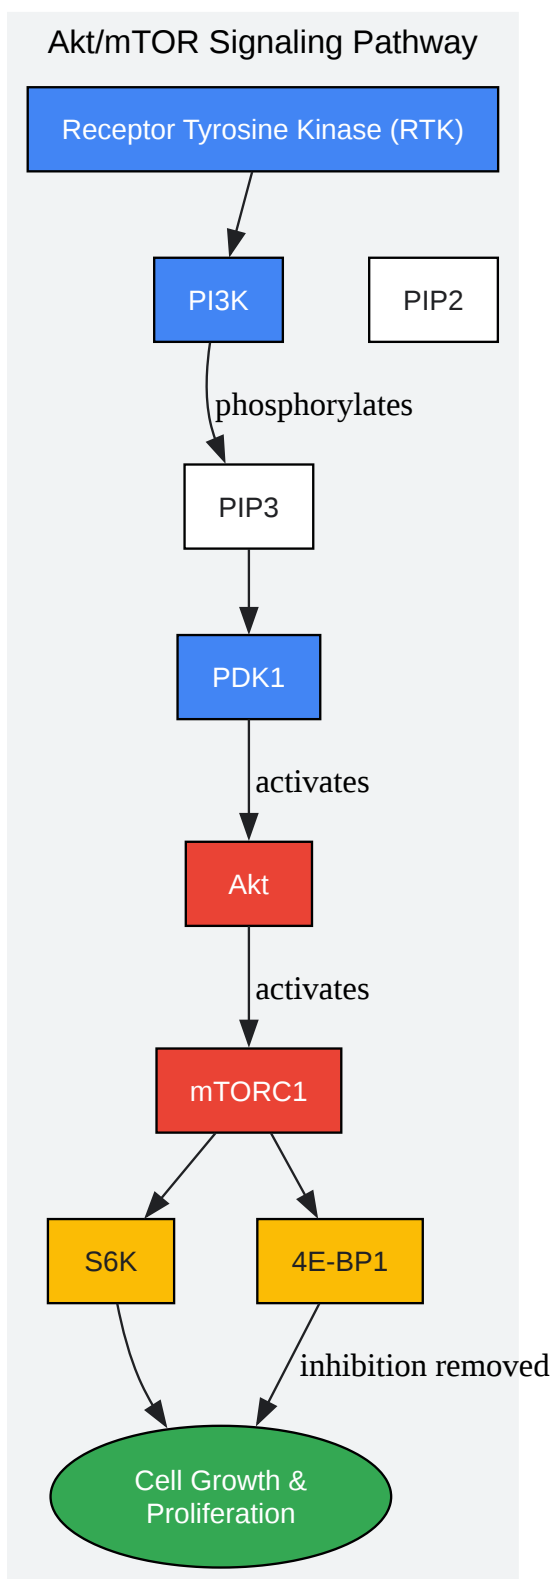 Akt/mTOR Signaling Pathway
Receptor Tyrosine Kinase (RTK)
PI3K
PIP2
phosphorylates
PIP3
PDK1
activates
Akt
activates
mTORC1
S6K
4E-BP1
inhibition removed
Cell Growth &
Proliferation